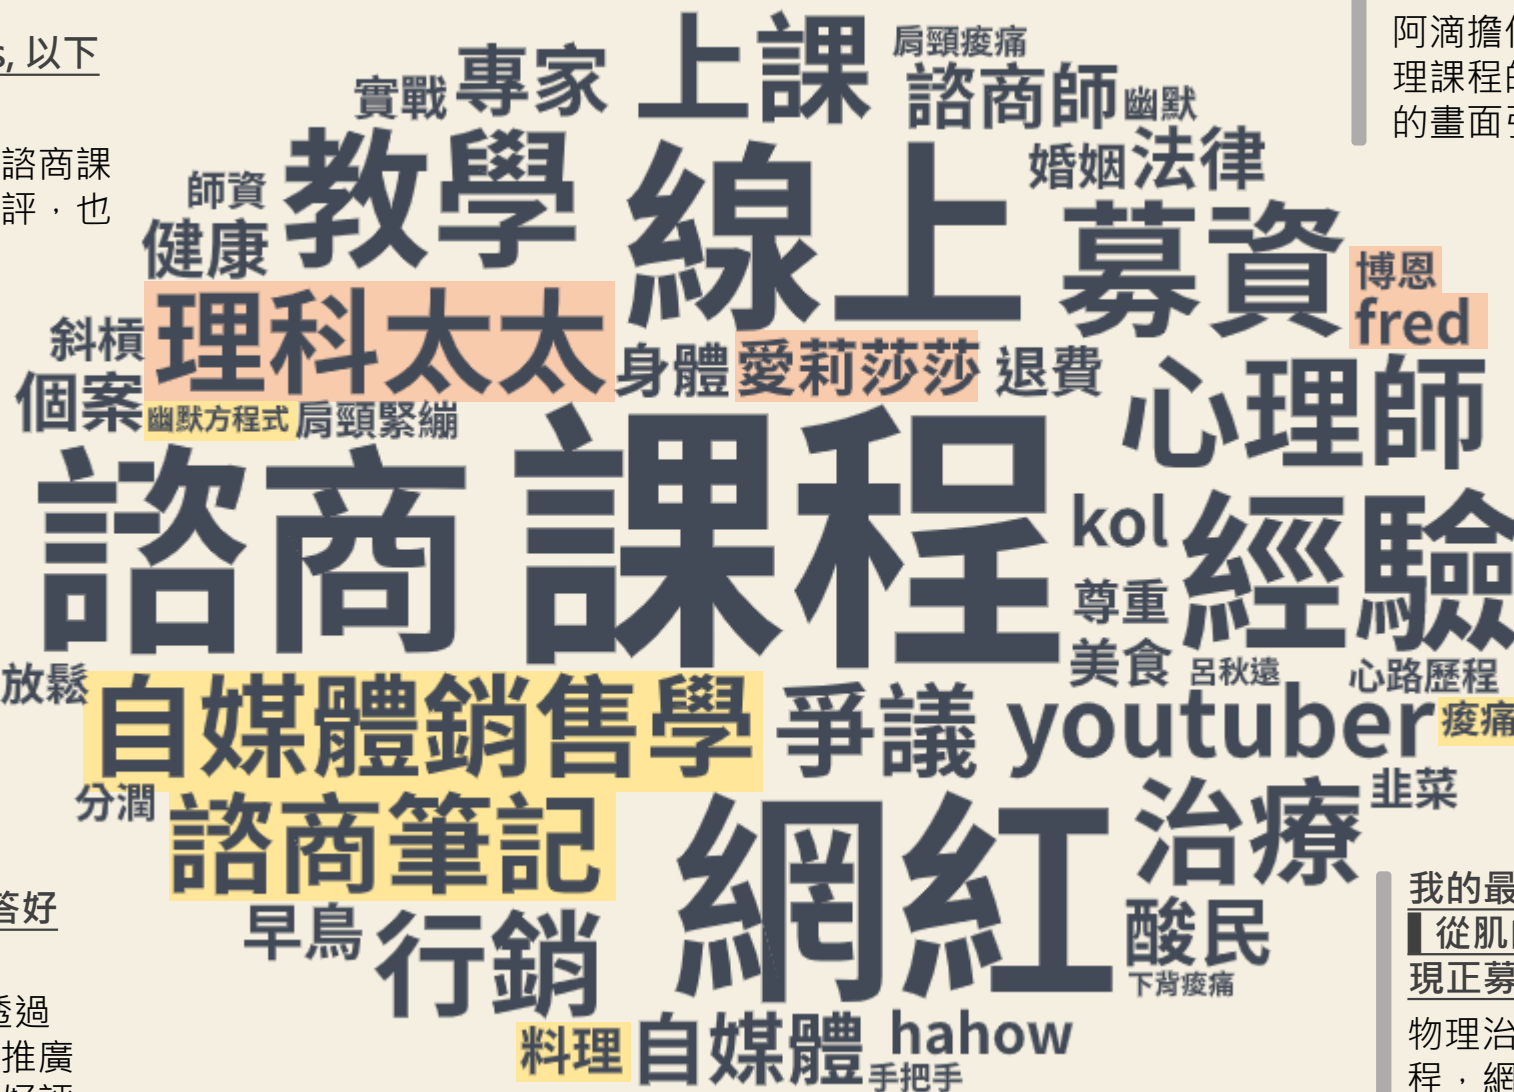 s, 以下
諮商課
評，也
答好
透過
推廣
好評
上課
肩頸痠痛
專家
實戰
諮商師
幽默
教學
線上
婚姻
法律
師資
健康
募資
博恩
fred
理科太太
斜槓
身體
愛莉莎莎
退費
心理師
個案
幽默方程式
肩頸緊繃
諮商
課程
kol
經驗
尊重
美食
呂秋遠
心路歷程
放鬆
自媒體銷售學
爭議
youtuber
痠痛
分潤
諮商筆記
網紅
治療
韭菜
早鳥
行銷
酸民
下背痠痛
料理
自媒體
hahow
手把手
阿滴擔任
理課程的
的畫面引
我的最
從肌肉
現正募
物理治
程，網